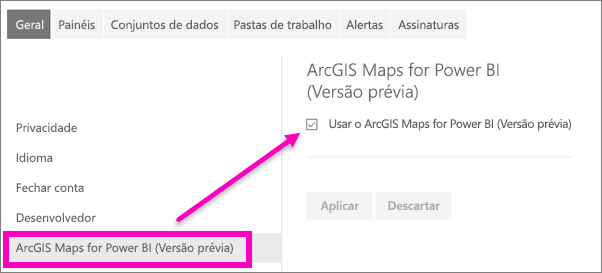 Geral Painéis Conjuntos de dados Pastas de trabalho Alertas Assinaturas
Privacidade
Idioma
Fechar conta
Desenvolvedor
ArcGIS Maps for Power BI (Versão prévia)
ArcGIS Maps for Power BI
(Versão prévia)
Usar o ArcGIS Maps for Power BI (Versão prévia)
Aplicar Descartar